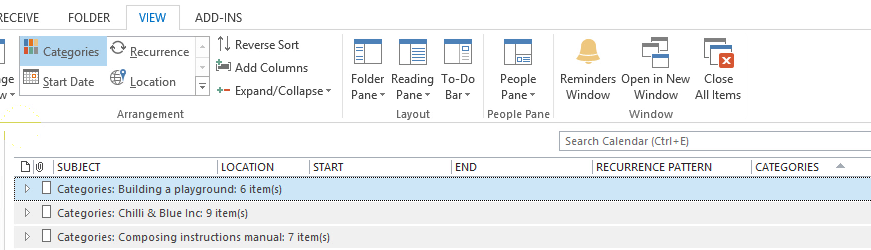 RECEIVE FOLDER VIEW ADD-INS
Categories Recurrence Reverse Sort
Add Columns
Start Date Location Expand/Collapse
Folder Pane Reading Pane To-Do Bar People Pane Reminders Window Open in New Window Close All Items
Arrangement Layout People Pane Window
Search Calendar (Ctrl+E)
SUBJECT LOCATION START END RECURRENCE PATTERN CATEGORIES
Categories: Building a playground: 6 item(s)
Categories: Chilli & Blue Inc: 9 item(s)
Categories: Composing instructions manual: 7 item(s)